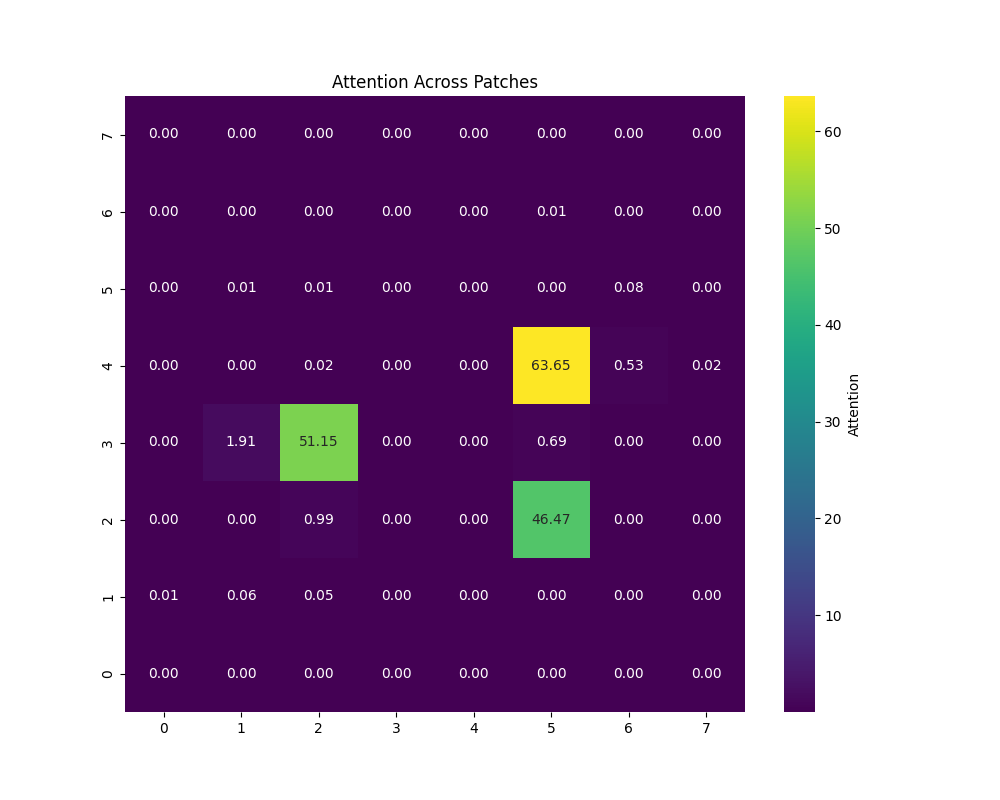 Attention Across Patches
7 0.00 0.00 0.00 0.00 0.00 0.00 0.00 0.00
6 0.00 0.00 0.00 0.00 0.00 0.01 0.00 0.00
5 0.00 0.01 0.01 0.00 0.00 0.00 0.08 0.00
4 0.00 0.00 0.02 0.00 0.00 63.65 0.53 0.02
3 0.00 1.91 51.15 0.00 0.00 0.69 0.00 0.00
2 0.00 0.00 0.99 0.00 0.00 46.47 0.00 0.00
1 0.01 0.06 0.05 0.00 0.00 0.00 0.00 0.00
0 0.00 0.00 0.00 0.00 0.00 0.00 0.00 0.00
0 1 2 3 4 5 6 7
60
50
40
30
20
10
Attention